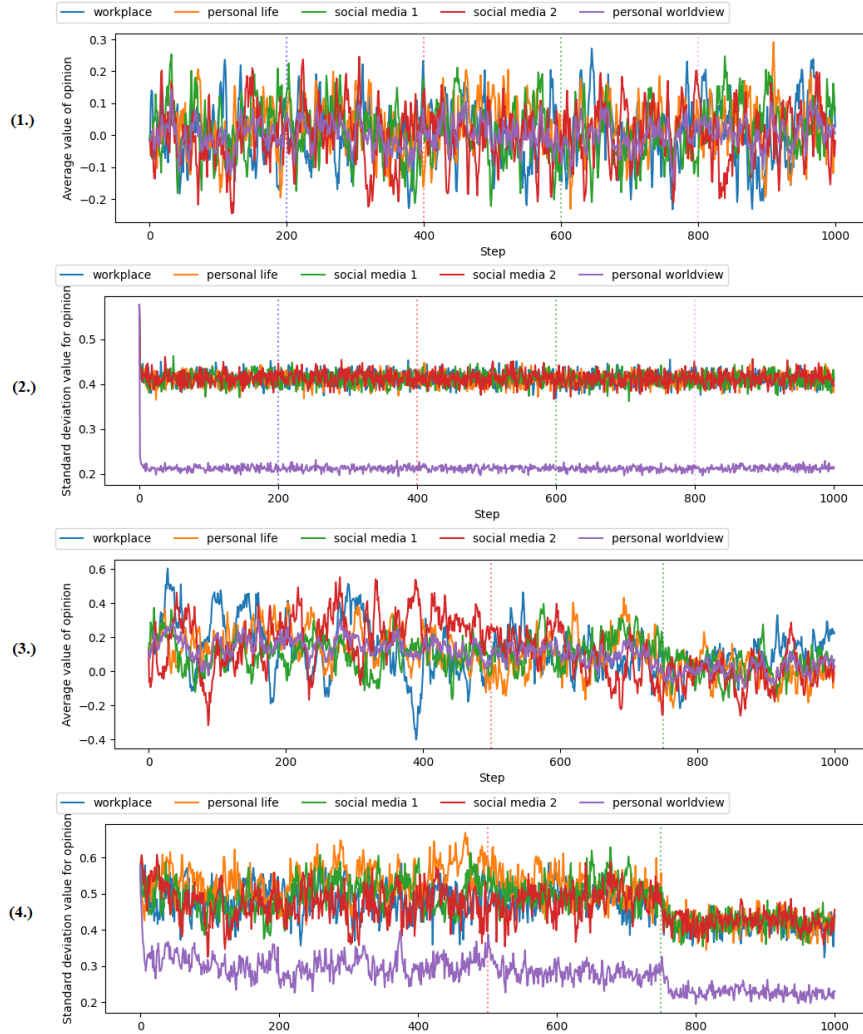 workplace personal life social media 1 social media 2 personal worldview
(1.)
Average value of opinion
0.3
0.2
0.1
0.0
−0.1
−0.2
0 200 400 600 800 1000
Step
workplace personal life social media 1 social media 2 personal worldview
(2.)
Standard deviation value for opinion
0.5
0.4
0.3
0.2
0 200 400 600 800 1000
Step
workplace personal life social media 1 social media 2 personal worldview
(3.)
Average value of opinion
0.6
0.4
0.2
0.0
−0.2
−0.4
0 200 400 600 800 1000
Step
workplace personal life social media 1 social media 2 personal worldview
(4.)
Standard deviation value for opinion
0.6
0.5
0.4
0.3
0.2
0 200 400 600 800 1000